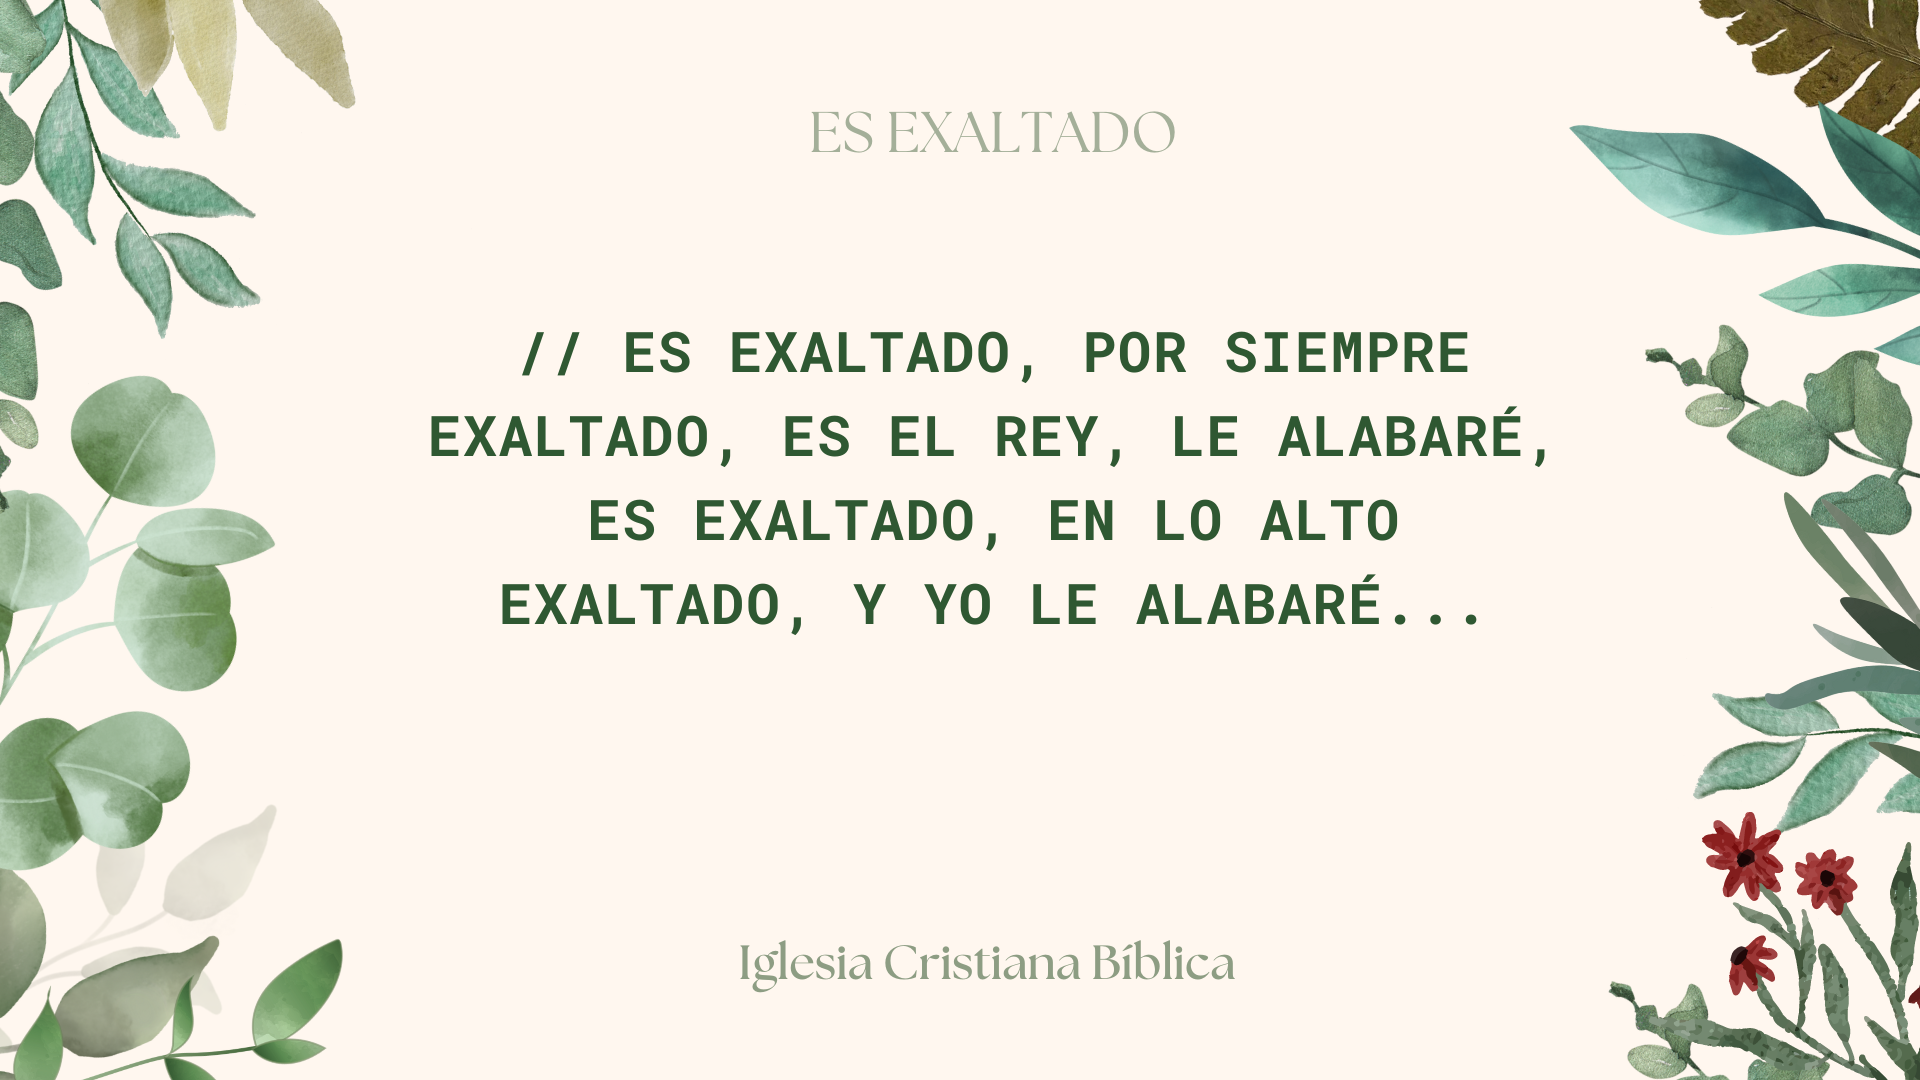 ES EXALTADO
// ES EXALTADO, POR SIEMPRE
EXALTADO, ES EL REY, LE ALABARÉ,
ES EXALTADO, EN LO ALTO
EXALTADO, Y YO LE ALABARÉ...
Iglesia Cristiana Bíblica